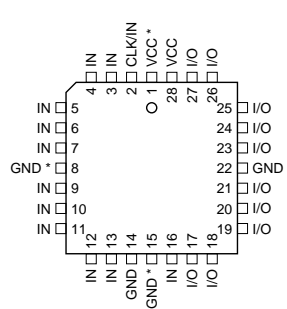 IN
IN
CLK/IN
VCC *
VCC
I/O
I/O
4
3
2
1
28
27
26
IN 5
IN 6
IN 7
GND * 8
IN 9
IN 10
IN 11
25 I/O
24 I/O
23 I/O
22 GND
21 I/O
20 I/O
19 I/O
12
13
14
15
16
17
18
IN
IN
GND
GND *
IN
I/O
I/O